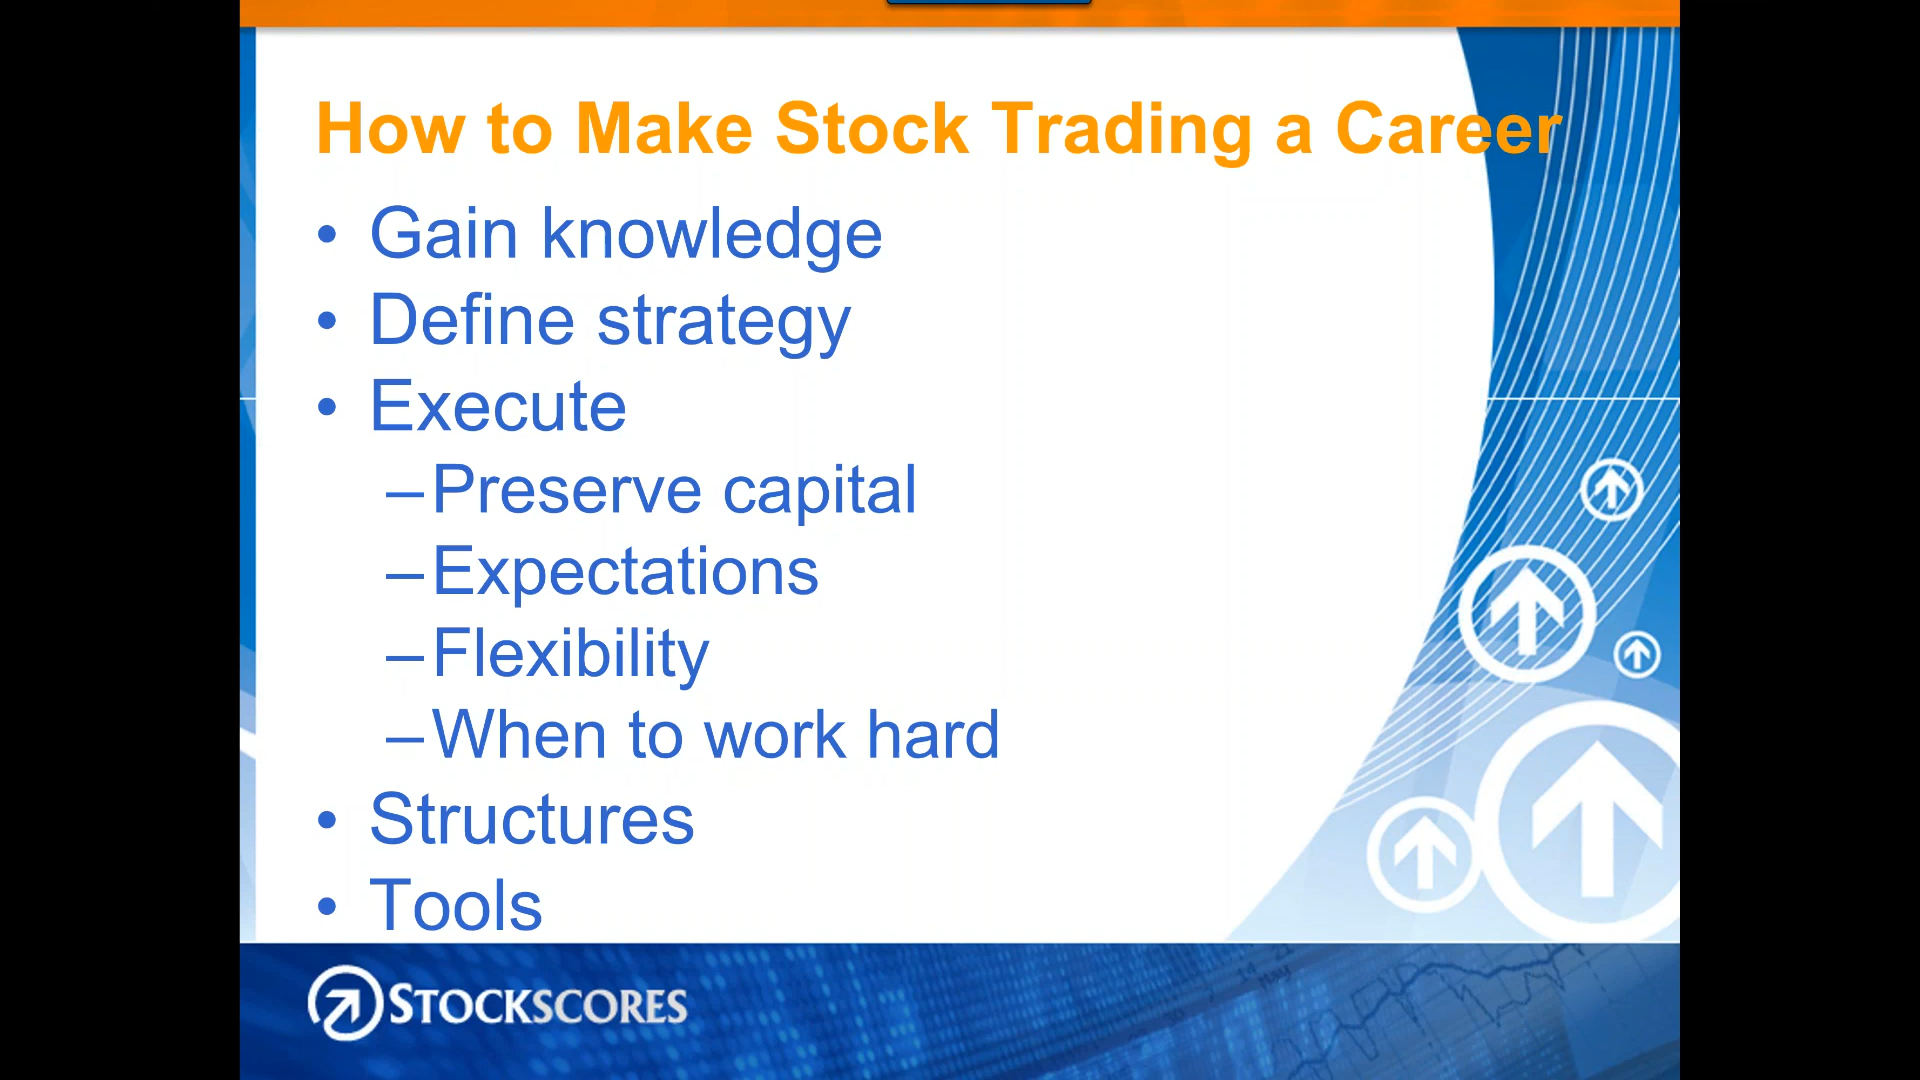 How to Make Stock Trading a Career
• Gain knowledge
• Define strategy
• Execute
–Preserve capital
–Expectations
–Flexibility
–When to work hard
• Structures
• Tools
STOCKSCORES